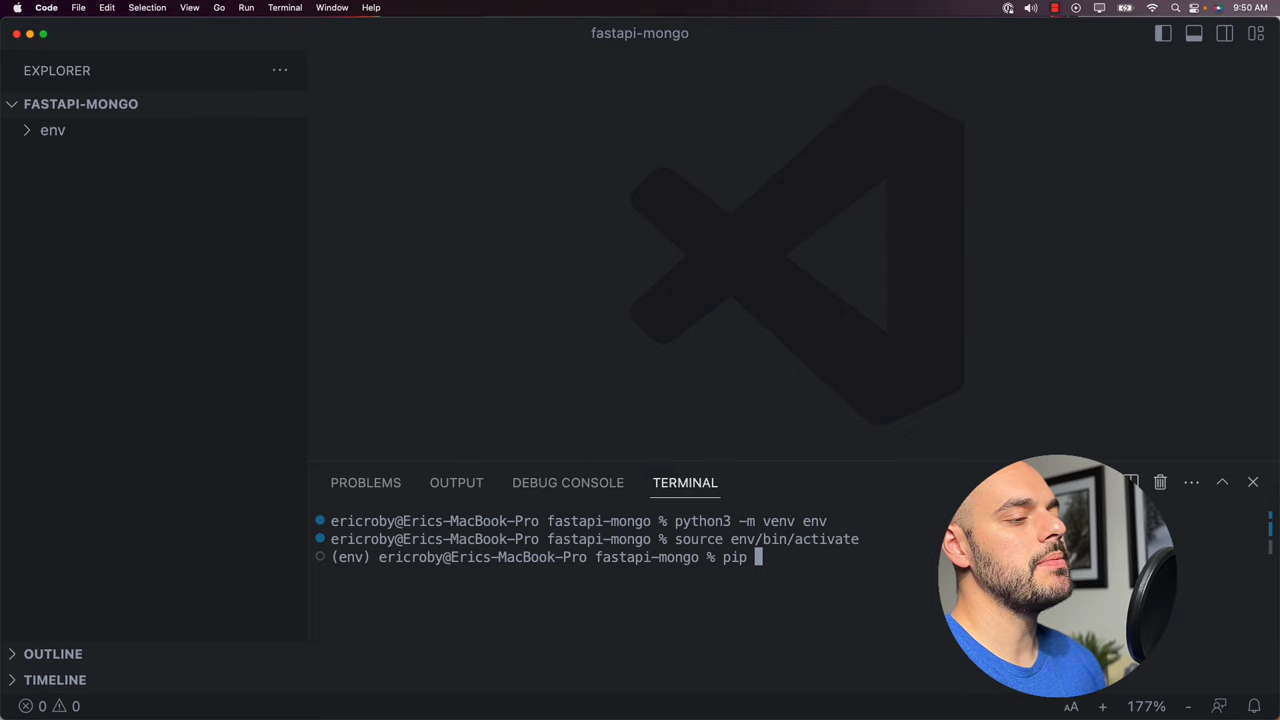 Code File Edit Selection View Go Run Terminal Window Help 9:50 AM
fastapi-mongo
EXPLORER
FASTAPI-MONGO
env
PROBLEMS OUTPUT DEBUG CONSOLE TERMINAL
ericroby@Erics-MacBook-Pro fastapi-mongo % python3 -m venv env
ericroby@Erics-MacBook-Pro fastapi-mongo % source env/bin/activate
(env) ericroby@Erics-MacBook-Pro fastapi-mongo % pip
OUTLINE
TIMELINE
0 0 AA + 177% -